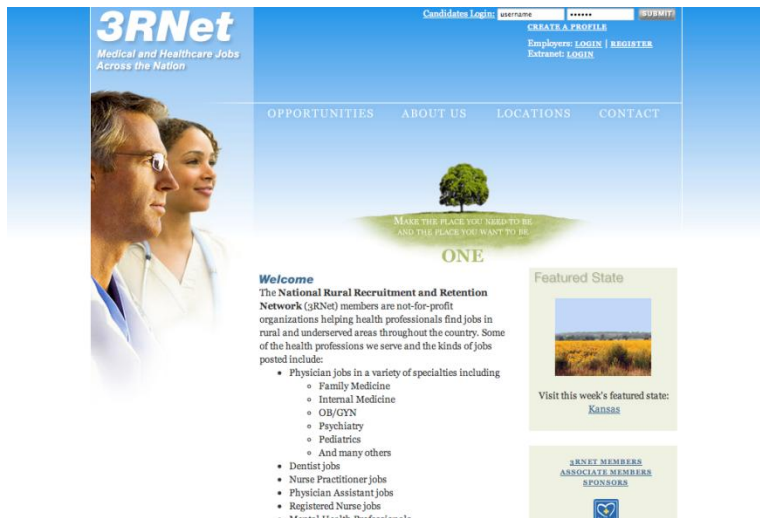 3RNet
Medical and Healthcare Jobs
Across the Nation
Candidates Login: username •••••• SUBMIT
CREATE A PROFILE
Employers: LOGIN | REGISTER
Extranet: LOGIN
OPPORTUNITIES ABOUT US LOCATIONS CONTACT
MAKE THE PLACE YOU NEED TO BE
AND THE PLACE YOU WANT TO BE
ONE
Welcome
The National Rural Recruitment and Retention
Network (3RNet) members are not-for-profit
organizations helping health professionals find jobs in
rural and underserved areas throughout the country. Some
of the health professions we serve and the kinds of jobs
posted include:
• Physician jobs in a variety of specialties including
◦ Family Medicine
◦ Internal Medicine
◦ OB/GYN
◦ Psychiatry
◦ Pediatrics
◦ And many others
• Dentist jobs
• Nurse Practitioner jobs
• Physician Assistant jobs
• Registered Nurse jobs
• Mental Health Professionals
Featured State
Visit this week's featured state:
Kansas
3RNET MEMBERS
ASSOCIATE MEMBERS
SPONSORS